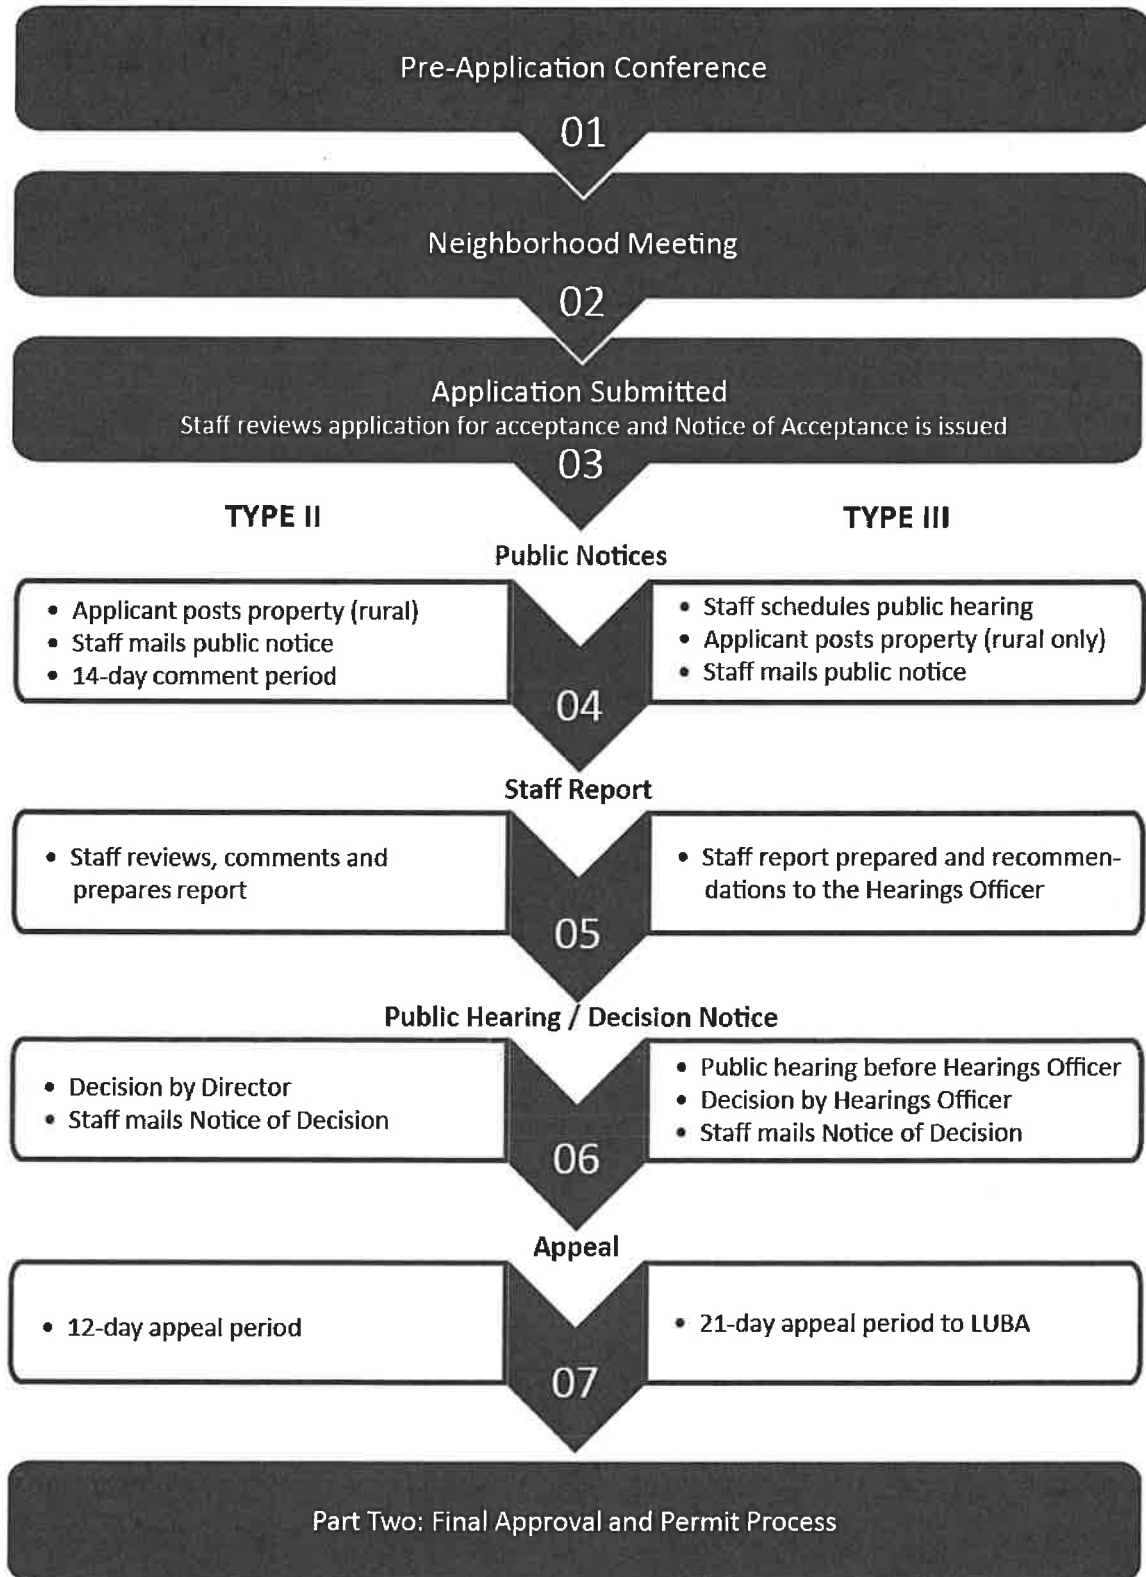 Pre-Application Conference
01
Neighborhood Meeting
02
Application Submitted
Staff reviews application for acceptance and Notice of Acceptance is issued
03
TYPE II
TYPE III
Public Notices
• Applicant posts property (rural)
• Staff mails public notice
• 14-day comment period
• Staff schedules public hearing
• Applicant posts property (rural only)
• Staff mails public notice
04
Staff Report
• Staff reviews, comments and
prepares report
• Staff report prepared and recommen-
dations to the Hearings Officer
05
Public Hearing / Decision Notice
• Decision by Director
• Staff mails Notice of Decision
• Public hearing before Hearings Officer
• Decision by Hearings Officer
• Staff mails Notice of Decision
06
Appeal
• 12-day appeal period
• 21-day appeal period to LUBA
07
Part Two: Final Approval and Permit Process